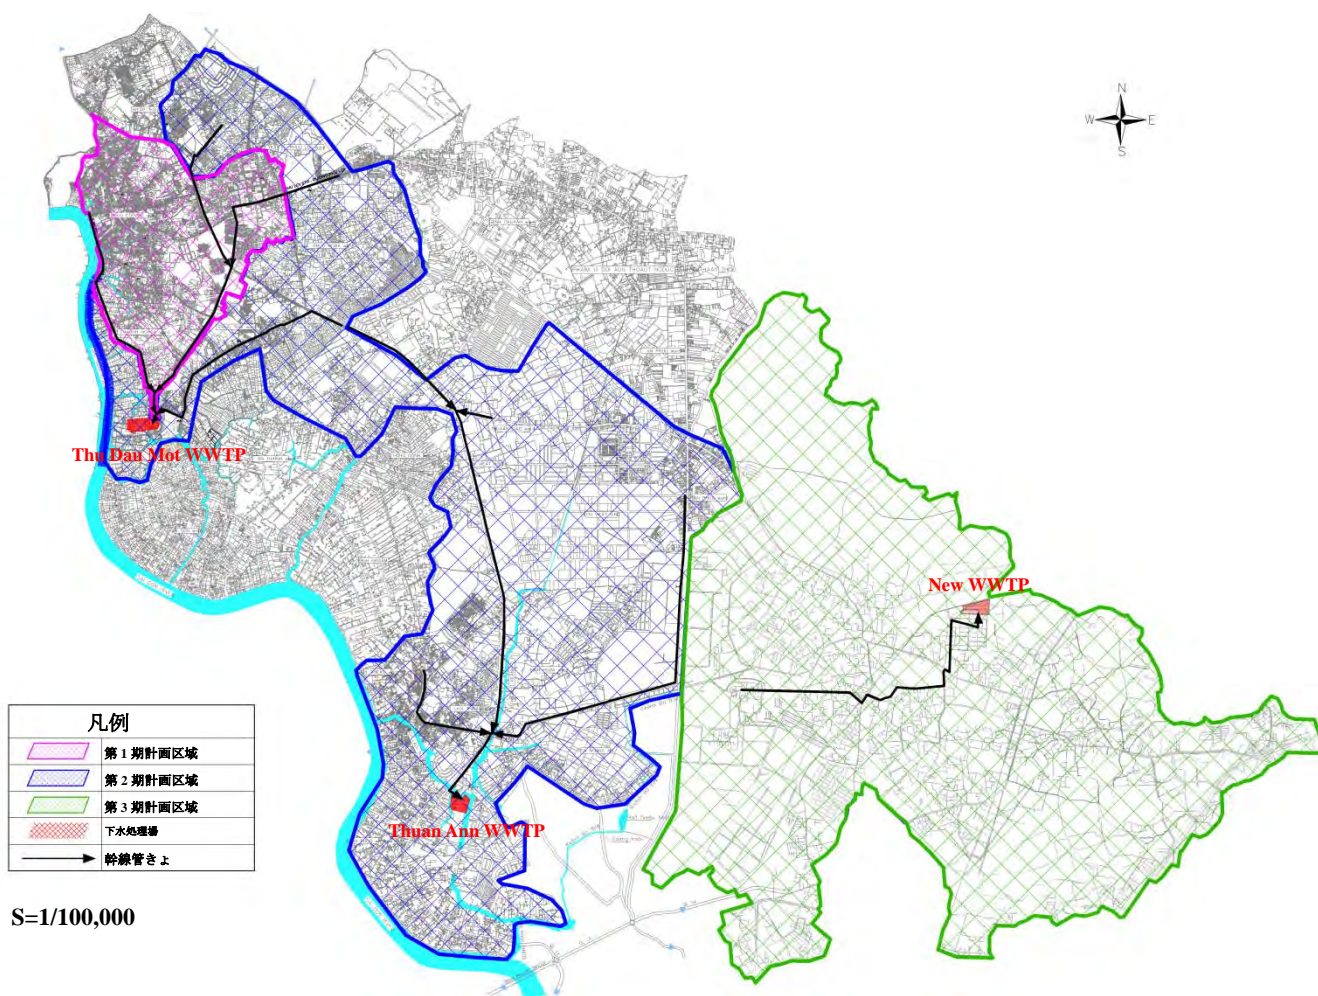 N
W
E
S
Thu Dau Mot WWTP
New WWTP
Thuan Ann WWTP
凡例
第1期計画区域
第2期計画区域
第3期計画区域
下水処理場
幹線管きょ
S=1/100,000